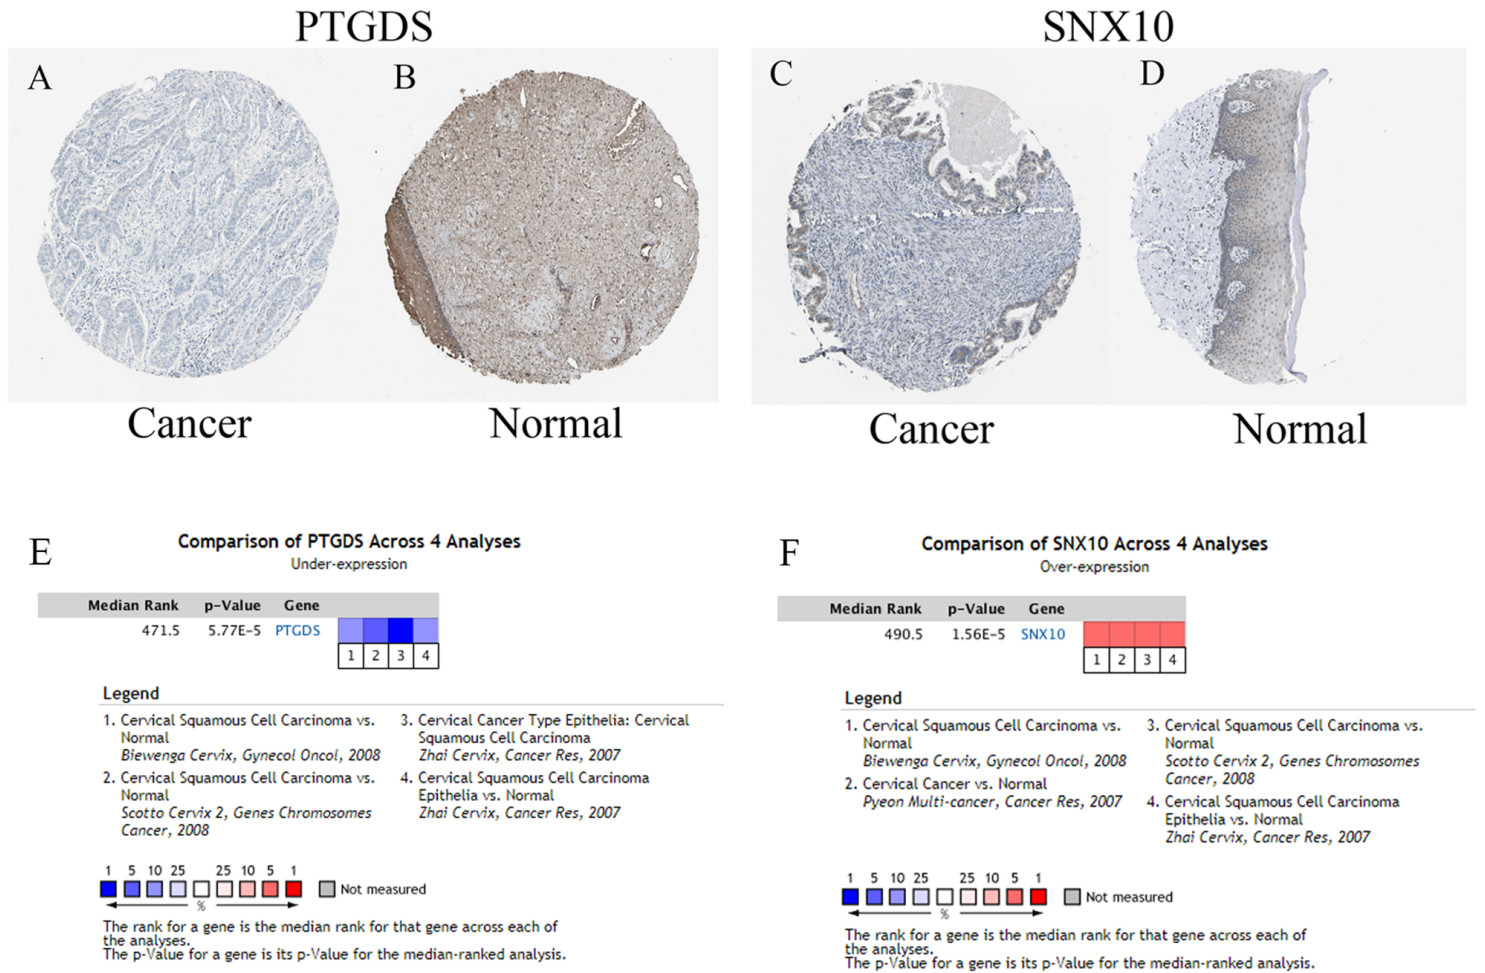 PTGDS
SNX10
A
B
C
D
Cancer
Normal
Cancer
Normal
E
Comparison of PTGDS Across 4 Analyses
Under-expression
Median Rank p-Value Gene
471.5 5.77E-5 PTGDS
1 2 3 4
Legend
1. Cervical Squamous Cell Carcinoma vs.
Normal
Biewenga Cervix, Gynecol Oncol, 2008
2. Cervical Squamous Cell Carcinoma vs.
Normal
Scotto Cervix 2, Genes Chromosomes
Cancer, 2008
3. Cervical Cancer Type Epithelia: Cervical
Squamous Cell Carcinoma
Zhai Cervix, Cancer Res, 2007
4. Cervical Squamous Cell Carcinoma
Epithelia vs. Normal
Zhai Cervix, Cancer Res, 2007
1 5 10 25 25 10 5 1
Not measured
%
The rank for a gene is the median rank for that gene across each of
the analyses.
The p-Value for a gene is its p-Value for the median-ranked analysis.
F
Comparison of SNX10 Across 4 Analyses
Over-expression
Median Rank p-Value Gene
490.5 1.56E-5 SNX10
1 2 3 4
Legend
1. Cervical Squamous Cell Carcinoma vs.
Normal
Biewenga Cervix, Gynecol Oncol, 2008
2. Cervical Cancer vs. Normal
Pyeon Multi-cancer, Cancer Res, 2007
3. Cervical Squamous Cell Carcinoma vs.
Normal
Scotto Cervix 2, Genes Chromosomes
Cancer, 2008
4. Cervical Squamous Cell Carcinoma
Epithelia vs. Normal
Zhai Cervix, Cancer Res, 2007
1 5 10 25 25 10 5 1
Not measured
%
The rank for a gene is the median rank for that gene across each of
the analyses.
The p-Value for a gene is its p-Value for the median-ranked analysis.